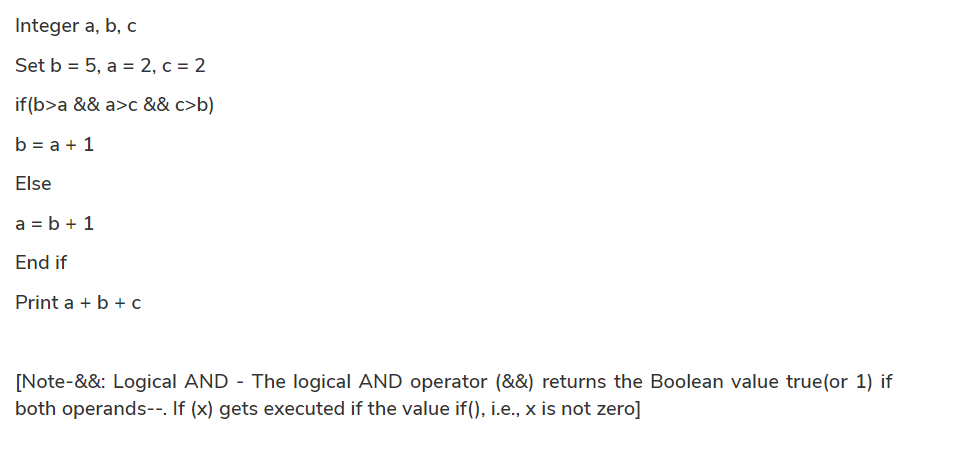 Integer a, b, c
Set b = 5, a = 2, c = 2
if(b>a && a>c && c>b)
b = a + 1
Else
a = b + 1
End if
Print a + b + c
[Note-&&: Logical AND - The logical AND operator (&&) returns the Boolean value true(or 1) if
both operands--. If (x) gets executed if the value if(), i.e., x is not zero]